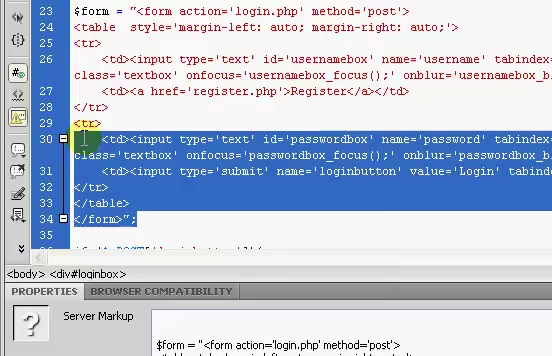 23 $form = "<form action='login.php' method='post'>
24 <table style='margin-left: auto; margin-right: auto;'>
25 <tr>
26 <td><input type='text' id='usernamebox' name='username' tabindex
class='textbox' onfocus='usernamebox_focus();' onblur='usernamebox_b
27 <td><a href='register.php'>Register</a></td>
28 </tr>
29 <tr>
30 <td><input type='text' id='passwordbox' name='password' tabindex
class='textbox' onfocus='passwordbox_focus();' onblur='passwordbox_
31 <td><input type='submit' name='loginbutton' value='Login' tabind
32 </tr>
33 </table>
34 </form>";
35
<body> <div#loginbox>
PROPERTIES BROWSER COMPATIBILITY
Server Markup
?
$form = "<form action='login.php' method='post'>